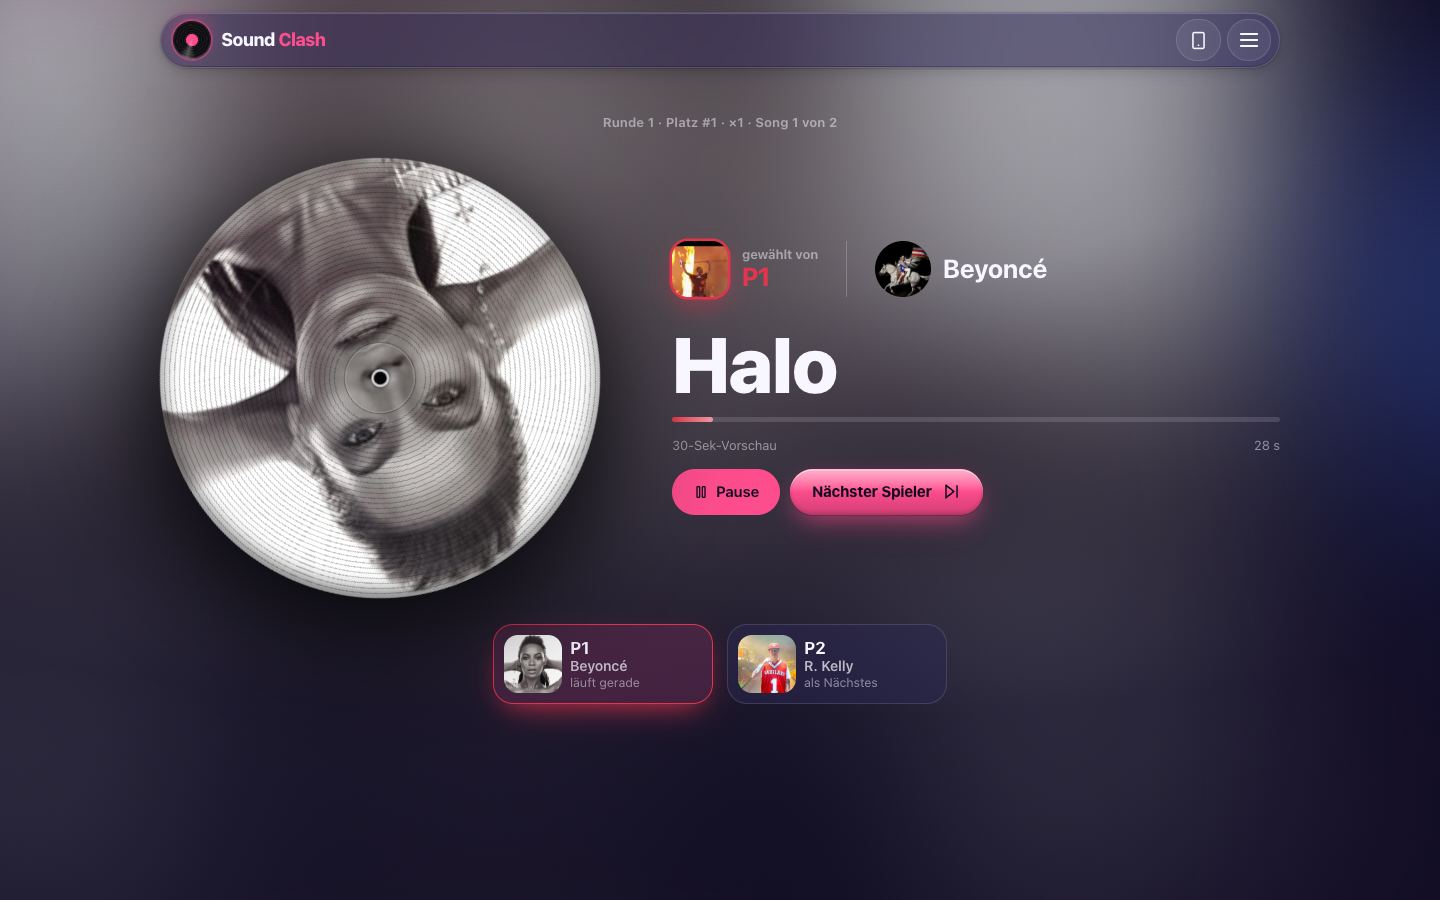 Sound Clash
Runde 1 · Platz #1 · ×1 · Song 1 von 2
gewählt von
P1
Beyoncé
Halo
30-Sek-Vorschau
28 s
Pause
Nächster Spieler
P1
Beyoncé
läuft gerade
P2
R. Kelly
als Nächstes
1